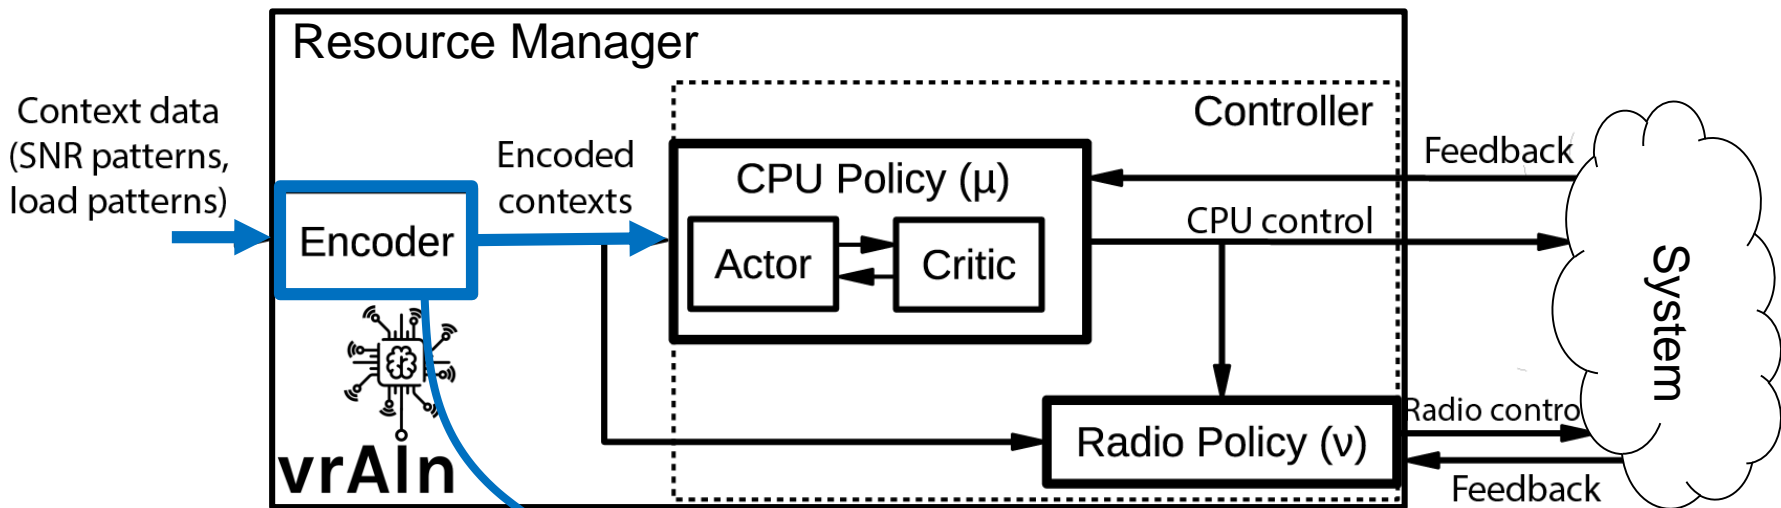 Resource Manager
Context data
(SNR patterns,
load patterns)
Encoder
Encoded
contexts
Controller
CPU Policy (μ)
Actor
Critic
Feedback
CPU control
System
Radio Policy (ν)
Radio contro
Feedback
vrAIn